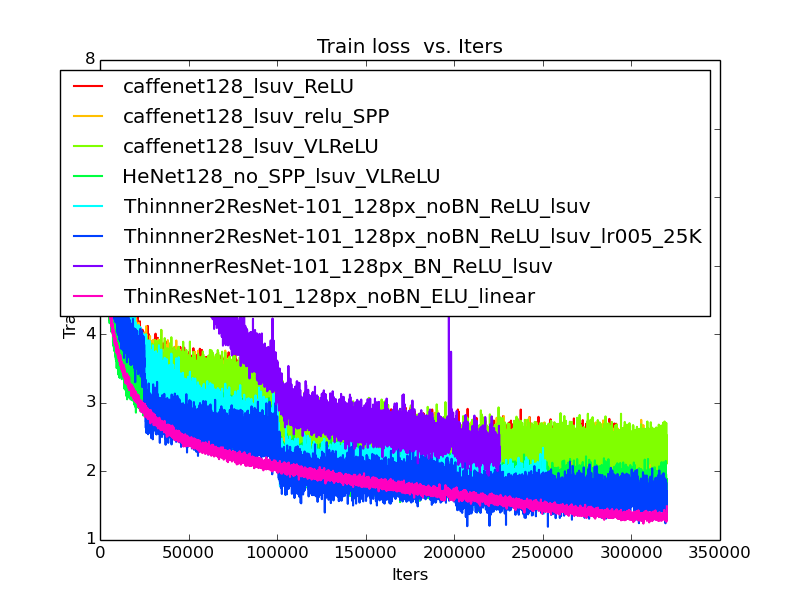 Train loss vs. Iters
8
caffenet128_lsuv_ReLU
caffenet128_lsuv_relu_SPP
caffenet128_lsuv_VLReLU
HeNet128_no_SPP_lsuv_VLReLU
Thinnner2ResNet-101_128px_noBN_ReLU_lsuv
Thinnner2ResNet-101_128px_noBN_ReLU_lsuv_lr005_25K
ThinnnerResNet-101_128px_BN_ReLU_lsuv
ThinResNet-101_128px_noBN_ELU_linear
Tra
4
3
2
1
0 50000 100000 150000 200000 250000 300000 350000
Iters